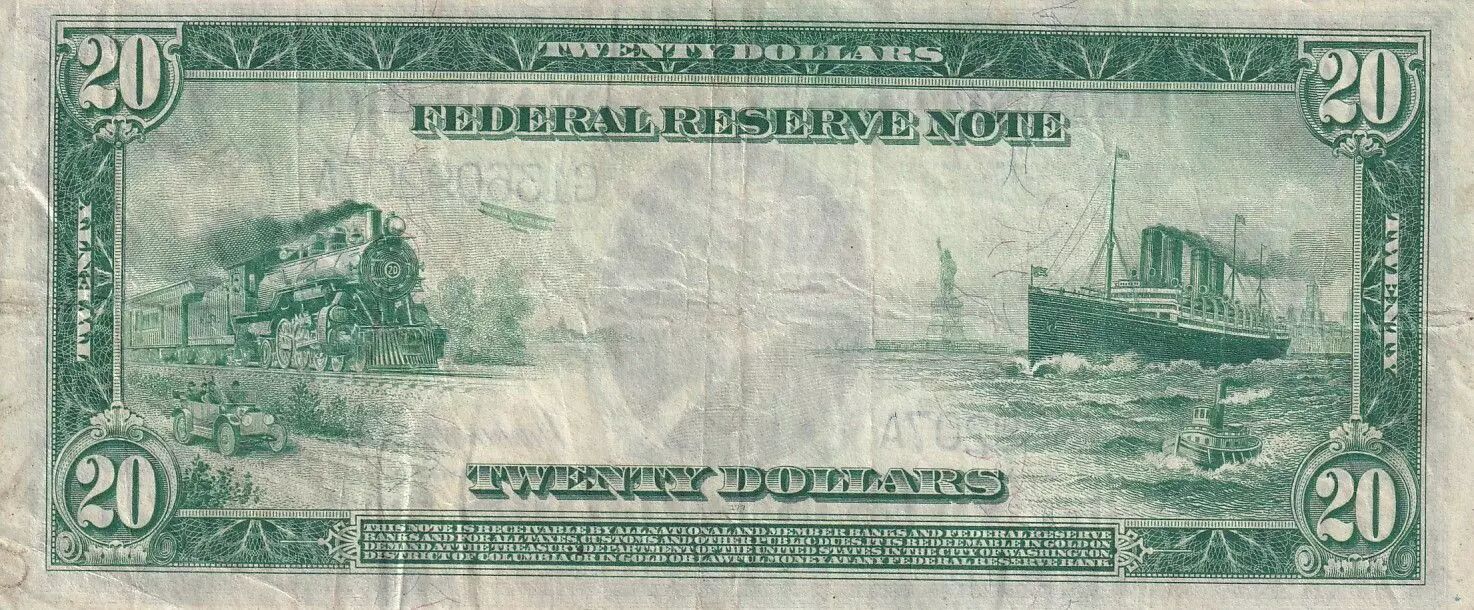 20 TWENTY DOLLARS 20
FEDERAL RESERVE NOTE
TWENTY
20
TWENTY
TWENTY DOLLARS
177
20
20
THIS NOTE IS RECEIVABLE BY ALL NATIONAL AND MEMBER BANKS AND FEDERAL RESERVE
BANKS AND FOR ALL TAXES, CUSTOMS AND OTHER PUBLIC DUES. IT IS REDEEMABLE IN GOLD ON
DEMAND AT THE TREASURY DEPARTMENT OF THE UNITED STATES IN THE CITY OF WASHINGTON,
DISTRICT OF COLUMBIA OR IN GOLD OR LAWFUL MONEY AT ANY FEDERAL RESERVE BANK.